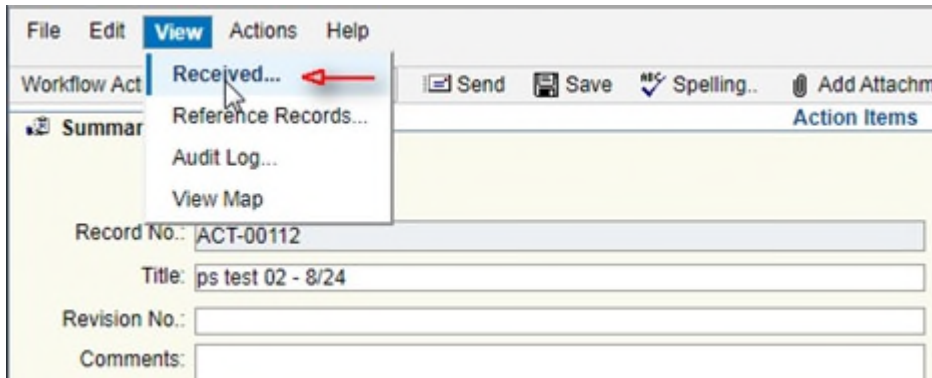 File Edit View Actions Help
Workflow Act Received... Send Save ABC Spelling.. Add Attachm
Summar Reference Records... Action Items
Audit Log...
View Map
Record No.: ACT-00112
Title: ps test 02 - 8/24
Revision No.:
Comments: